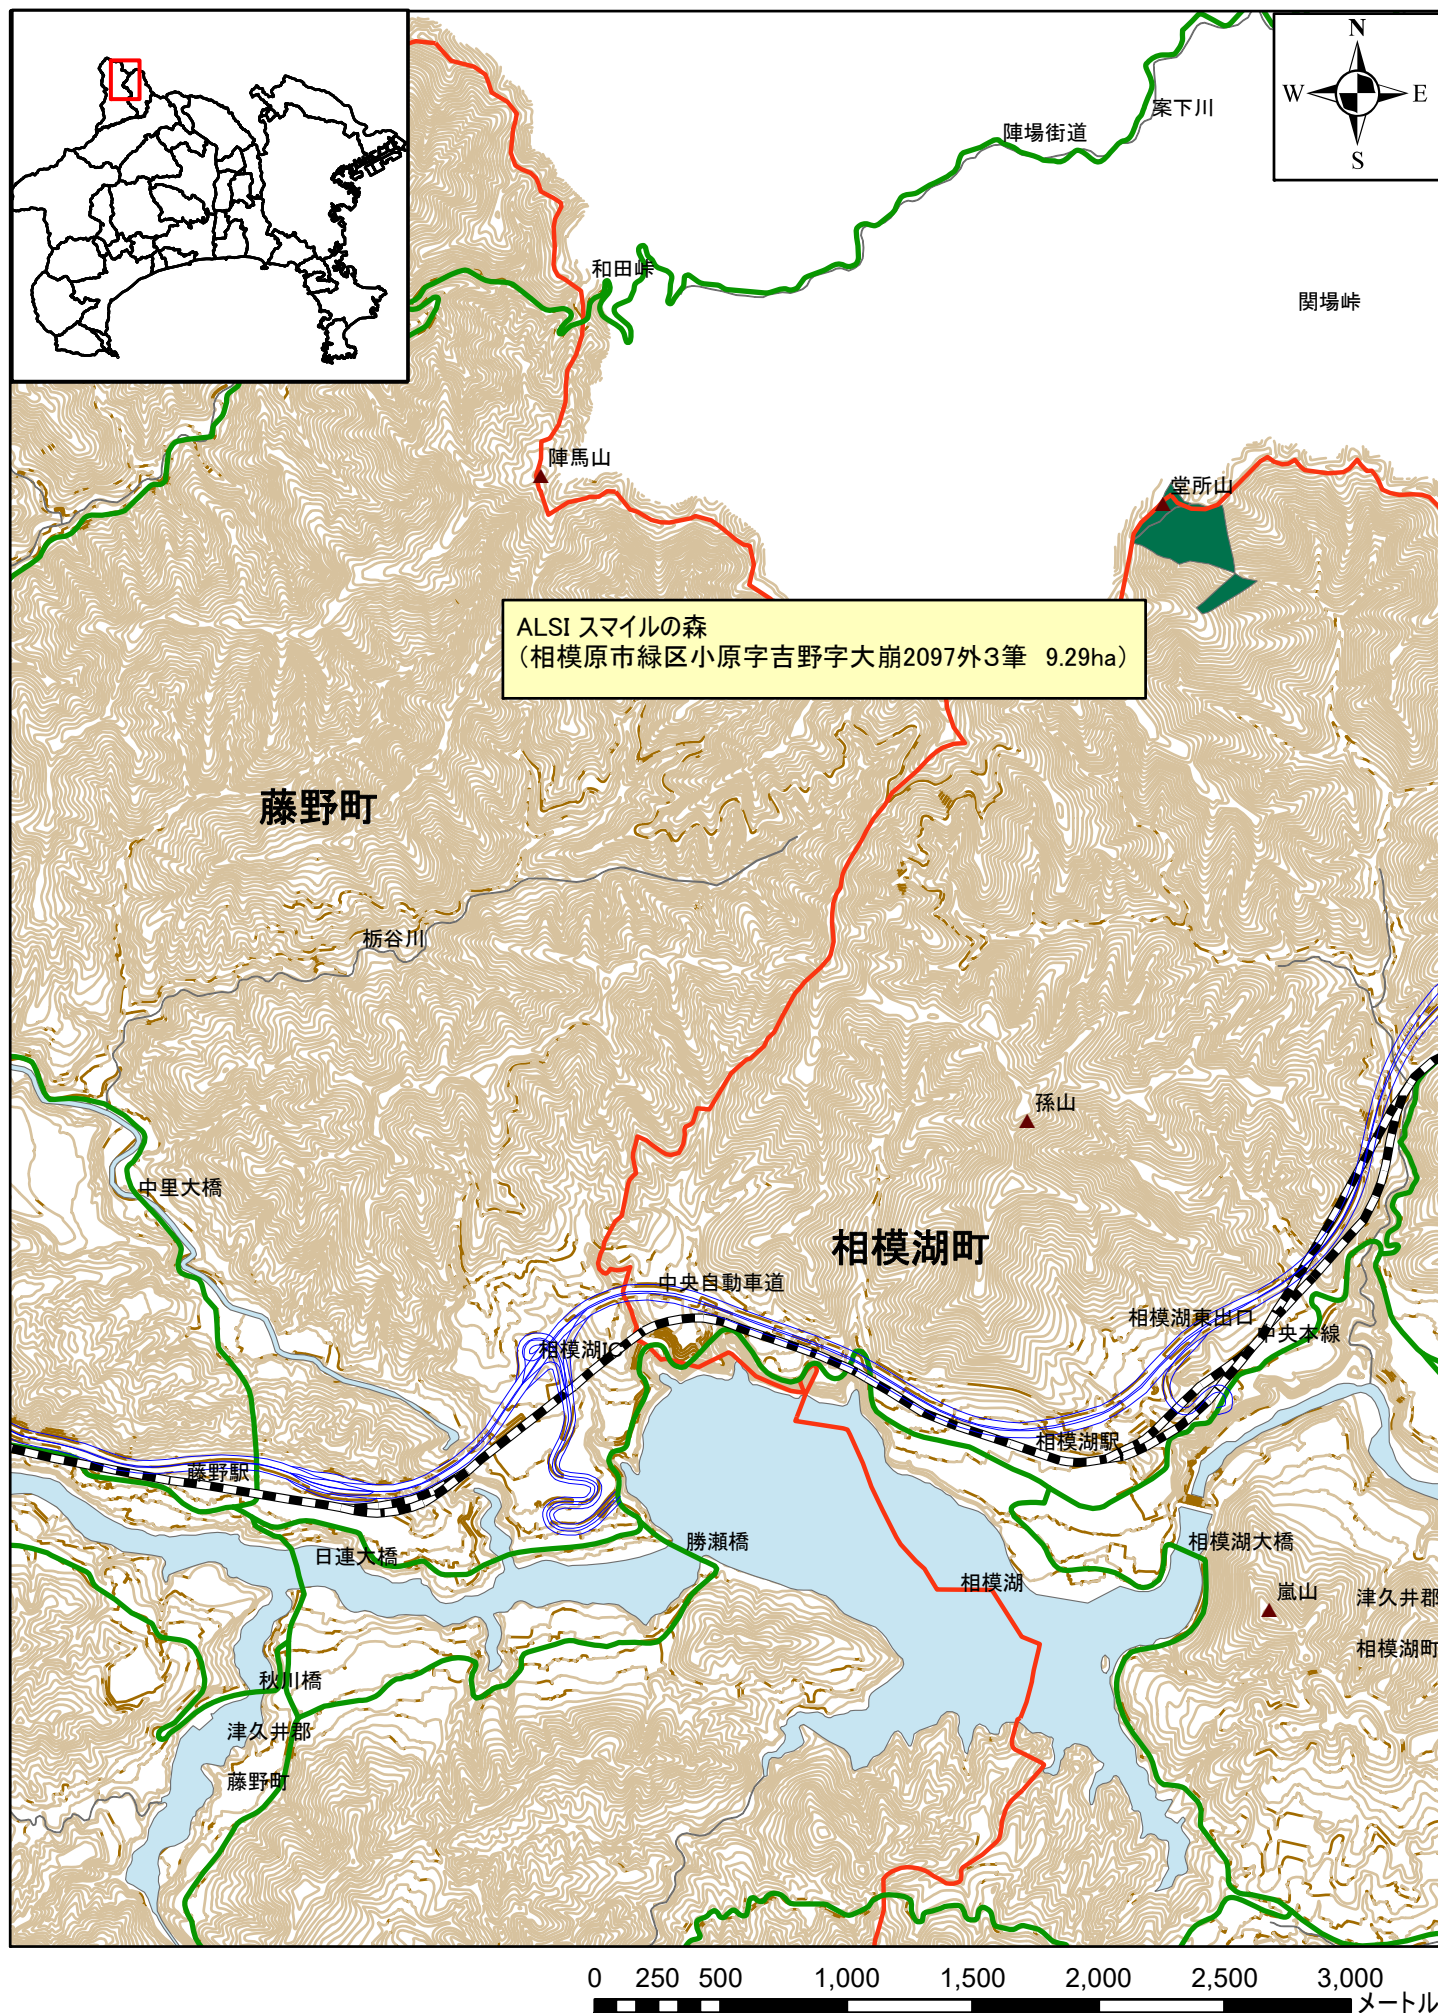 N
W
E
S
案下川
陣場街道
和田峠
関場峠
陣馬山
堂所山
ALSI スマイルの森
(相模原市緑区小原字吉野字大崩2097外3筆 9.29ha)
藤野町
栃谷川
孫山
中里大橋
相模湖町
中央自動車道
相模湖東出口
中央本線
相模湖IC
相模湖駅
藤野駅
日連大橋
勝瀬橋
相模湖大橋
相模湖
嵐山
津久井郡
相模湖町
秋川橋
津久井郡
藤野町
0 250 500 1,000 1,500 2,000 2,500 3,000
メートル